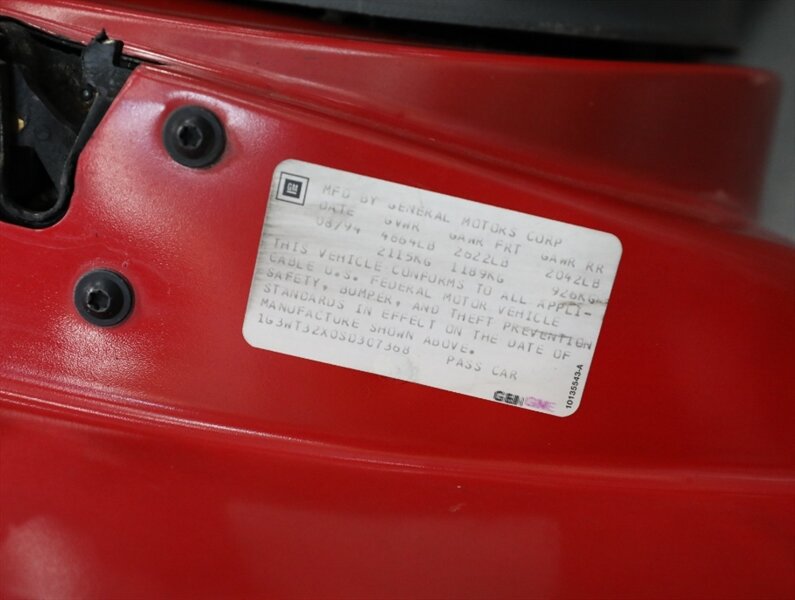 GM
MFD BY GENERAL MOTORS CORP
DATE GVWR GAWR FRT GAWR RR
08/94 4664LB 2622LB 2042LB
2115KG 1189KG 926KG
THIS VEHICLE CONFORMS TO ALL APPLI-
CABLE U.S. FEDERAL MOTOR VEHICLE
SAFETY, BUMPER, AND THEFT PREVENTION
STANDARDS IN EFFECT ON THE DATE OF
MANUFACTURE SHOWN ABOVE.
1G3WT32X0SD307368 PASS CAR
10135543-A